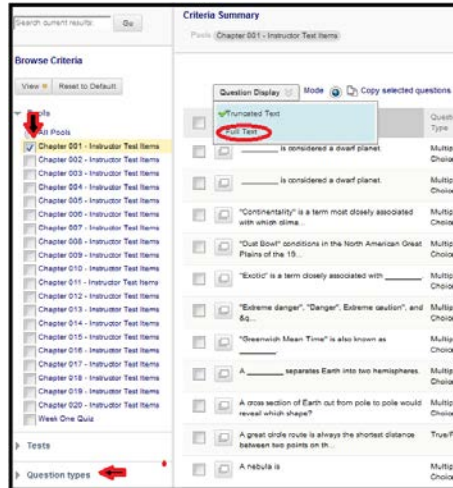 Search current results:
Go
Browse Criteria
View
Reset to Default
Pools
All Pools
Chapter 001 - Instructor Test Items
Chapter 002 - Instructor Test Items
Chapter 003 - Instructor Test Items
Chapter 004 - Instructor Test Items
Chapter 005 - Instructor Test Items
Chapter 006 - Instructor Test Items
Chapter 007 - Instructor Test Items
Chapter 008 - Instructor Test Items
Chapter 009 - Instructor Test Items
Chapter 010 - Instructor Test Items
Chapter 011 - Instructor Test Items
Chapter 012 - Instructor Test Items
Chapter 013 - Instructor Test Items
Chapter 014 - Instructor Test Items
Chapter 015 - Instructor Test Items
Chapter 016 - Instructor Test Items
Chapter 017 - Instructor Test Items
Chapter 018 - Instructor Test Items
Chapter 019 - Instructor Test Items
Chapter 020 - Instructor Test Items
Week One Quiz
Tests
Question types
Criteria Summary
Pools Chapter 001 - Instructor Test Items
Question Display Mode Copy selected questions
Truncated Text
Full Text
Questi
Type
_______ is considered a dwarf planet. Multip
Choice
_______ is considered a dwarf planet. Multip
Choice
"Continentality" is a term most closely associated Multip
with which clima... Choice
"Dust Bowl" conditions in the North American Great Multip
Plains of the 19... Choice
"Exotic" is a term closely associated with _______. Multip
Choice
"Extreme danger", "Danger", Extreme caution", and Multip
&q... Choice
"Greenwich Mean Time" is also known as Multip
_______. Choice
A _______ separates Earth into two hemispheres. Multip
Choice
A cross section of Earth cut from pole to pole would Multip
reveal which shape? Choice
A great circle route is always the shortest distance True/F
between two points on th...
A nebula is Multip
Choice